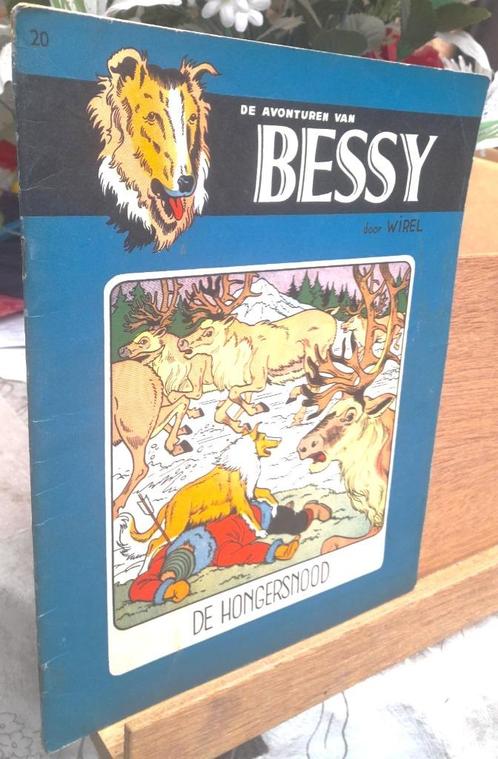 20
DE AVONTUREN VAN
BESSY
door WIREL
DE HONGERSNOOD